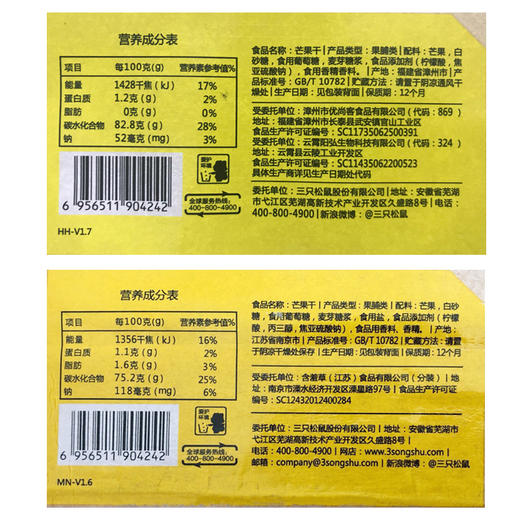 营养成分表
项目 每100克(g) 营养素参考值%
能量 1428千焦(kJ) 17%
蛋白质 1.2克(g) 2%
脂肪 0克(g) 0%
碳水化合物 82.8克(g) 28%
钠 52毫克(mg) 3%
爱护环境
6 956511 904242
全球服务热线:
400-800-4900
HH-V1.7
食品名称:芒果干|产品类型:果脯类|配料:芒果,白
砂糖,食用葡萄糖,麦芽糖浆,食品添加剂(柠檬酸,焦
亚硫酸钠),食用香精香料。|产地:福建省漳州市|产
品标准号:GB/T 10782|贮藏方法:请置于阴凉通风干
燥处|生产日期:见包装背面|保质期:12个月
受委托单位:漳州市优尚客食品有限公司(代码:869)
地址:福建省漳州市长泰县武安镇官山工业区
食品生产许可证编号:SC11735062500391
受委托单位:云霄阳弘生物科技有限公司(代码:324)
地址:云霄县云陵工业开发区
食品生产许可证编号:SC11435062200523
具体生产商详见生产日期后代码
委托单位:三只松鼠股份有限公司|地址:安徽省芜湖
市弋江区芜湖高新技术产业开发区久盛路8号|电话:
400-800-4900|新浪微博:@三只松鼠
营养成分表
项目 每100克(g) 营养素参考值%
能量 1356千焦(kJ) 16%
蛋白质 1.1克(g) 2%
脂肪 1.6克(g) 3%
碳水化合物 75.2克(g) 25%
钠 118毫克(mg) 6%
爱护环境
6 956511 904242
全球服务热线:
400-800-4900
MN-V1.6
食品名称:芒果干|产品类型:果脯类|配料:芒果,白砂
糖,食用葡萄糖,麦芽糖浆,食用盐,食品添加剂(柠檬
酸,丙三醇,焦亚硫酸钠),食用香料、香精。|产地:
江苏省南京市|产品标准号:GB/T 10782|贮藏方法:请置
于阴凉干燥处保存|生产日期:见包装背面|保质期:12个月
受委托单位:含羞草(江苏)食品有限公司(分装)|地
址:南京市溧水经济开发区滨星路97号|食品生产许可证
编号:SC12432012400284
委托单位:三只松鼠股份有限公司|地址:安徽省芜湖市
弋江区芜湖高新技术产业开发区久盛路8号|
电话:400-800-4900|网店:www.3songshu.com|
邮箱:company@3songshu.com|新浪微博:@三只松鼠